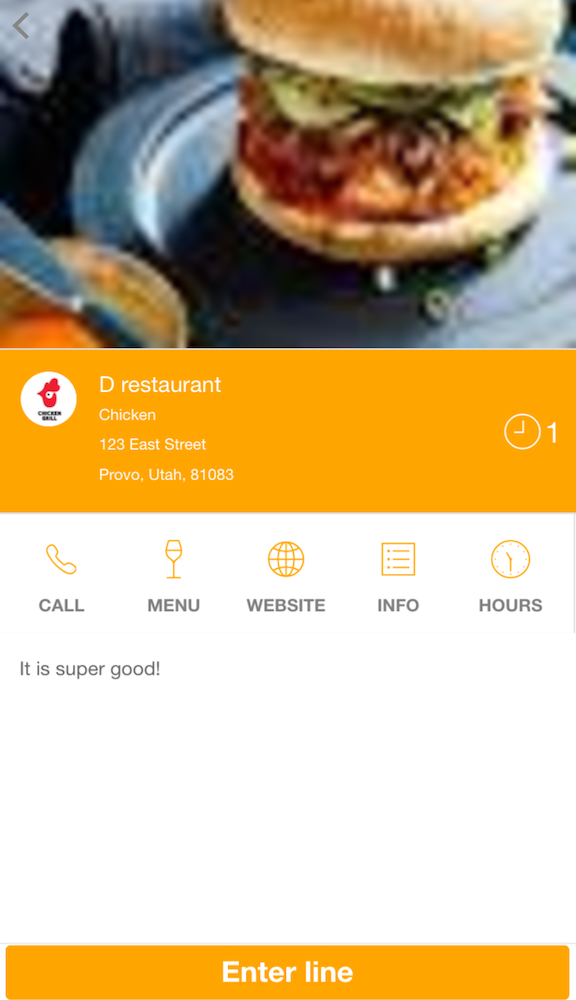 D restaurant
CHICKEN
GRILL
Chicken
123 East Street
Provo, Utah, 81083
1
CALL
MENU
WEBSITE
INFO
HOURS
It is super good!
Enter line